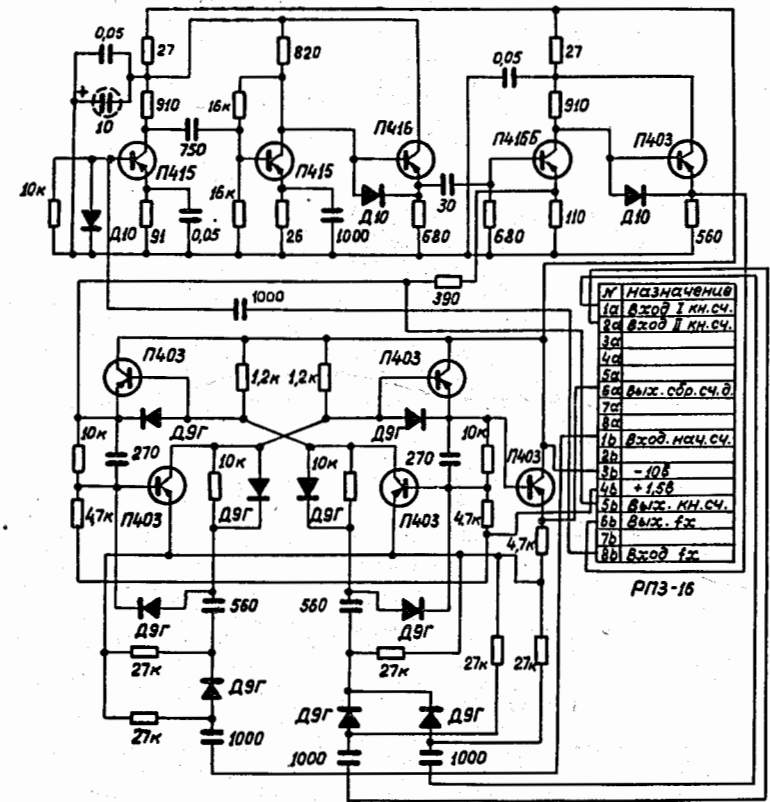 0,05
27
820
27
0,05
+
10
910
16к
П416
910
П416Б
П403
750
П415
П415
10к
16к
Д10
30
Д10
Д10
91
0,05
26
1000
680
680
110
560
1000
390
N назначение
1а Вход I кн.сч.
2а Вход II кн.сч.
3а
4а
5а
6а Вых. сбр. сч. д.
7а
8а
1b Вход. нач. сч.
2b
3b - 10в
4b + 1,5в
5b Вых. кн. сч.
6b Вых. fx
7b
8b Вход fx
РПЗ-16
П403
П403
1,2к
1,2к
Д9Г
Д9Г
10к
270
10к
10к
270
10к
П403
4,7к
П403
Д9Г
Д9Г
П403
4,7к
4,7к
Д9Г
560
560
Д9Г
27к
27к
27к
27к
Д9Г
Д9Г
Д9Г
27к
1000
1000
1000